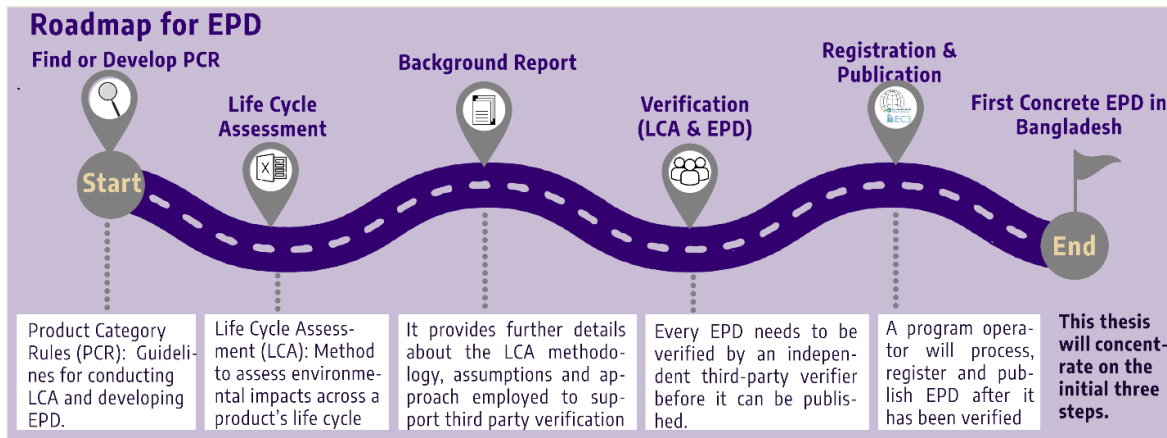 Roadmap for EPD
Find or Develop PCR
Life Cycle
Assessment
Background Report
Verification
(LCA & EPD)
Registration &
Publication
First Concrete EPD in
Bangladesh
Start
X
EC3
End
Product Category
Rules (PCR): Guideli-
nes for conducting
LCA and developing
EPD.
Life Cycle Assess-
ment (LCA): Method
to assess environme-
ntal impacts across a
product's life cycle
It provides further details
about the LCA methodo-
logy, assumptions and ap-
proach employed to sup-
port third party verification
Every EPD needs to be
verified by an indepen-
dent third-party verifier
before it can be publis-
hed.
A program opera-
tor will process,
register and pub-
lish EPD after it
has been verified
This thesis
will concent-
rate on the
initial three
steps.